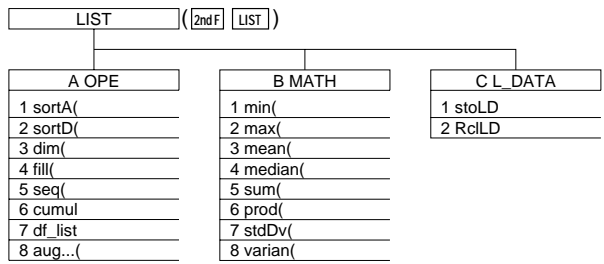 LIST (2ndF LIST)
A OPE
1 sortA(
2 sortD(
3 dim(
4 fill(
5 seq(
6 cumul
7 df_list
8 aug...(
B MATH
1 min(
2 max(
3 mean(
4 median(
5 sum(
6 prod(
7 stdDv(
8 varian(
C L_DATA
1 stoLD
2 RclLD